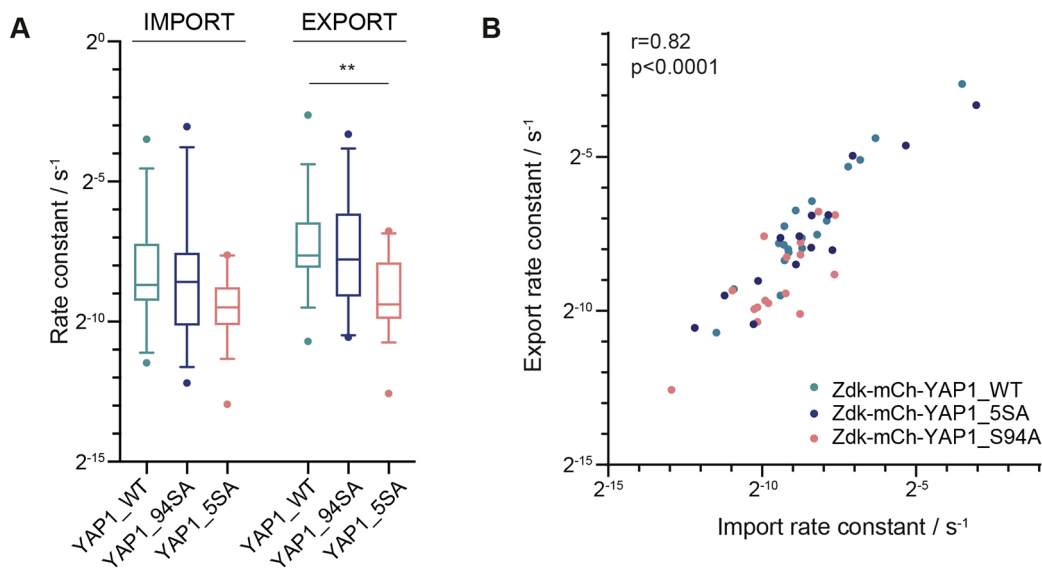 A
IMPORT
EXPORT
**
2⁰
2⁻⁵
2⁻¹⁰
2⁻¹⁵
Rate constant / s⁻¹
YAP1_WT
YAP1_94SA
YAP1_5SA
YAP1_WT
YAP1_94SA
YAP1_5SA
B
r=0.82
p<0.0001
2⁻⁵
2⁻¹⁰
2⁻¹⁵
Export rate constant / s⁻¹
Zdk-mCh-YAP1_WT
Zdk-mCh-YAP1_5SA
Zdk-mCh-YAP1_S94A
2⁻¹⁵
2⁻¹⁰
2⁻⁵
Import rate constant / s⁻¹